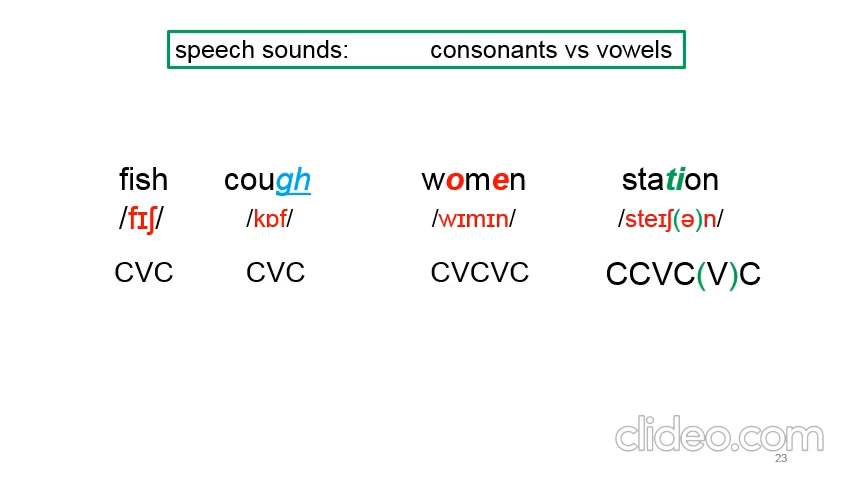 speech sounds: consonants vs vowels
fish cough women station
/fɪʃ/ /kɒf/ /wɪmɪn/ /steɪʃ(ə)n/
CVC CVC CVCVC CCVC(V)C
clideo.com
23